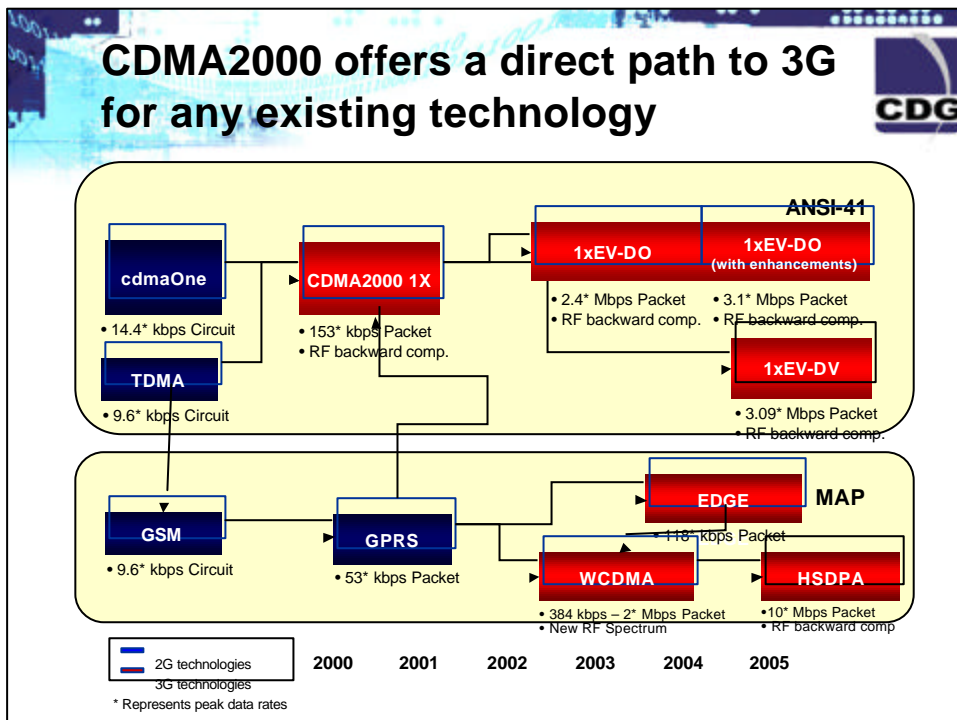 CDMA2000 offers a direct path to 3G
for any existing technology
CDG
ANSI-41
cdmaOne
• 14.4* kbps Circuit
TDMA
• 9.6* kbps Circuit
CDMA2000 1X
• 153* kbps Packet
• RF backward comp.
1xEV-DO
• 2.4* Mbps Packet
• RF backward comp.
1xEV-DO
(with enhancements)
• 3.1* Mbps Packet
• RF backward comp.
1xEV-DV
• 3.09* Mbps Packet
• RF backward comp.
MAP
GSM
• 9.6* kbps Circuit
GPRS
• 53* kbps Packet
EDGE
• 118* kbps Packet
WCDMA
• 384 kbps – 2* Mbps Packet
• New RF Spectrum
HSDPA
•10* Mbps Packet
• RF backward comp
2G technologies
3G technologies
2000 2001 2002 2003 2004 2005
* Represents peak data rates